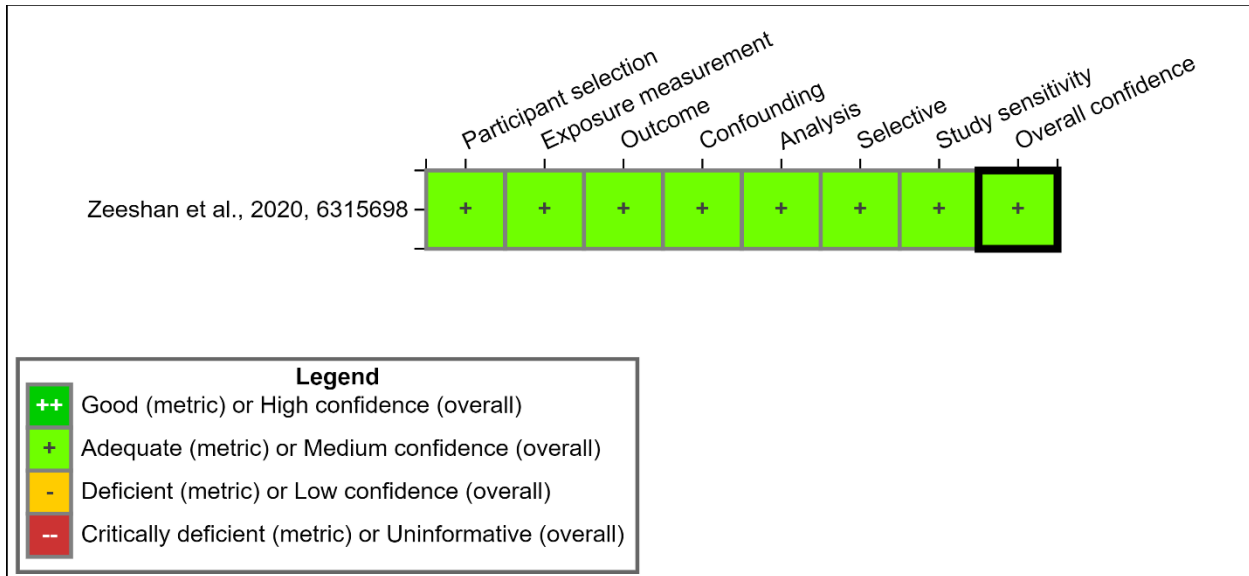 Participant selection
Exposure measurement
Outcome
Confounding
Analysis
Selective
Study sensitivity
Overall confidence
Zeeshan et al., 2020, 6315698 + + + + + + + +
Legend
++ Good (metric) or High confidence (overall)
+ Adequate (metric) or Medium confidence (overall)
- Deficient (metric) or Low confidence (overall)
-- Critically deficient (metric) or Uninformative (overall)